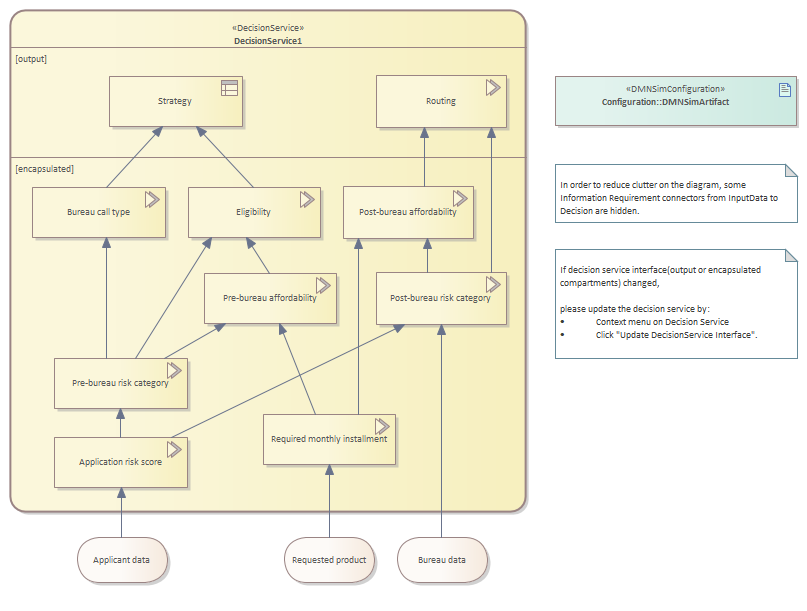 «DecisionService»
DecisionService1
[output]
Strategy
Routing
«DMNSimConfiguration»
Configuration::DMNSimArtifact
[encapsulated]
In order to reduce clutter on the diagram, some
Information Requirement connectors from InputData to
Decision are hidden.
Bureau call type
Eligibility
Post-bureau affordability
If decision service interface(output or encapsulated
compartments) changed,
please update the decision service by:
• Context menu on Decision Service
• Click "Update DecisionService Interface".
Pre-bureau affordability
Post-bureau risk category
Pre-bureau risk category
Required monthly installment
Application risk score
Applicant data
Requested product
Bureau data